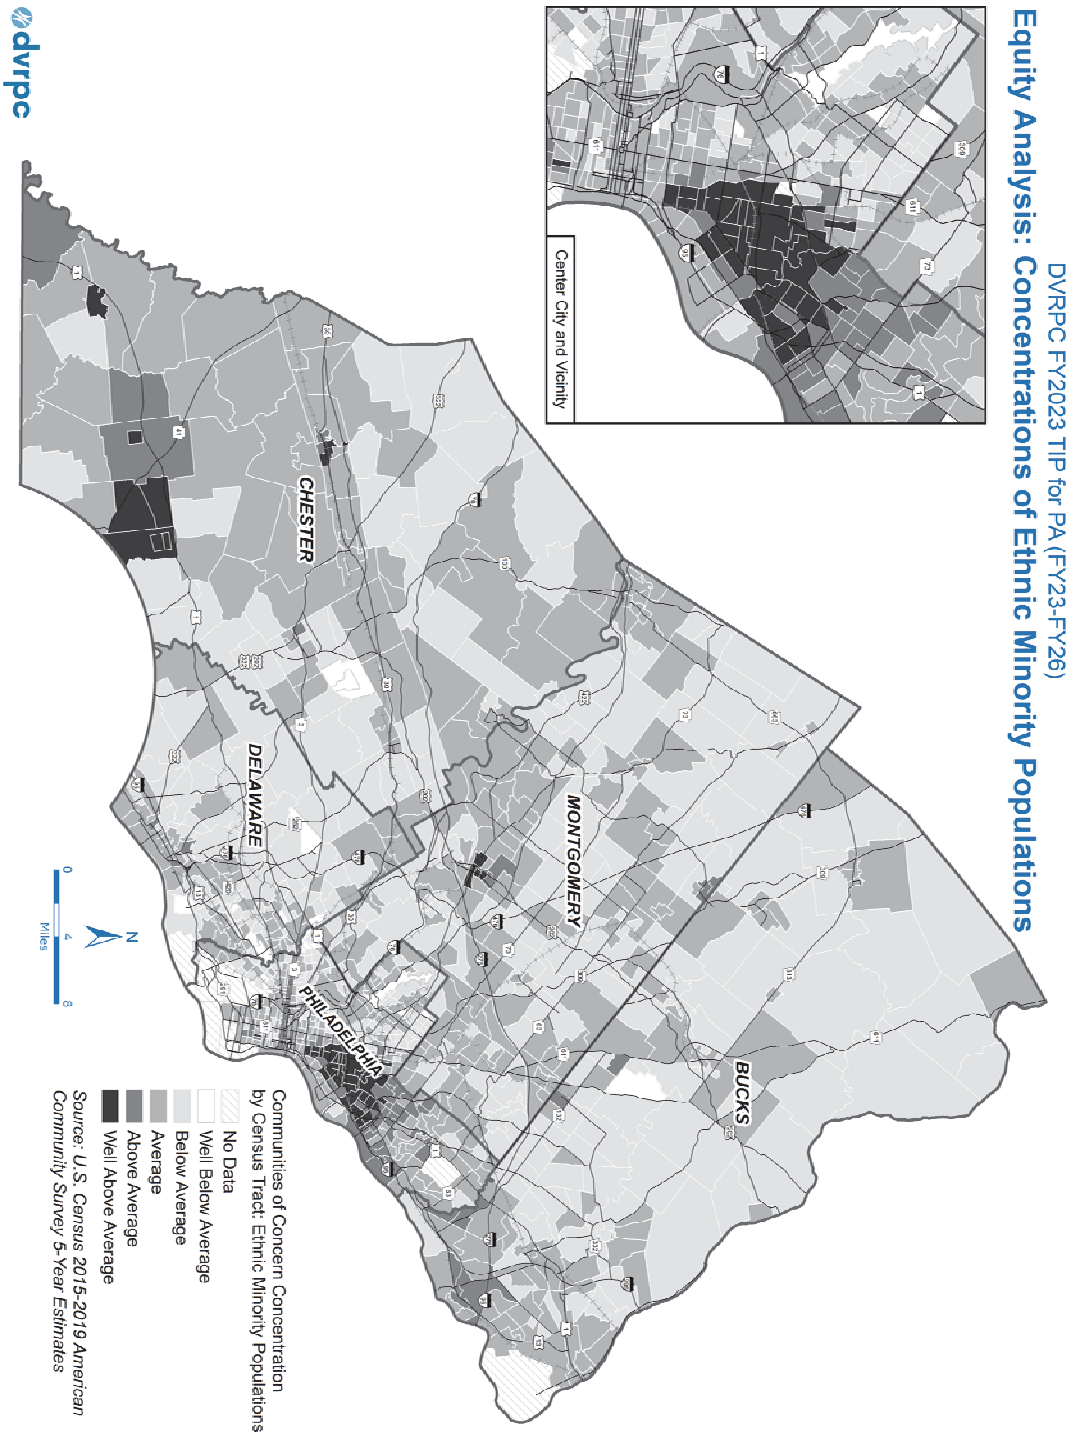 DVRPC FY2023 TIP for PA (FY23-FY26)
Equity Analysis: Concentrations of Ethnic Minority Populations
Center City and Vicinity
CHESTER
DELAWARE
MONTGOMERY
PHILADELPHIA
BUCKS
N
0 4 8
Miles
Communities of Concern Concentration
by Census Tract: Ethnic Minority Populations
No Data
Well Below Average
Below Average
Average
Above Average
Well Above Average
Source: U.S. Census 2015-2019 American
Community Survey 5-Year Estimates
dvrpc